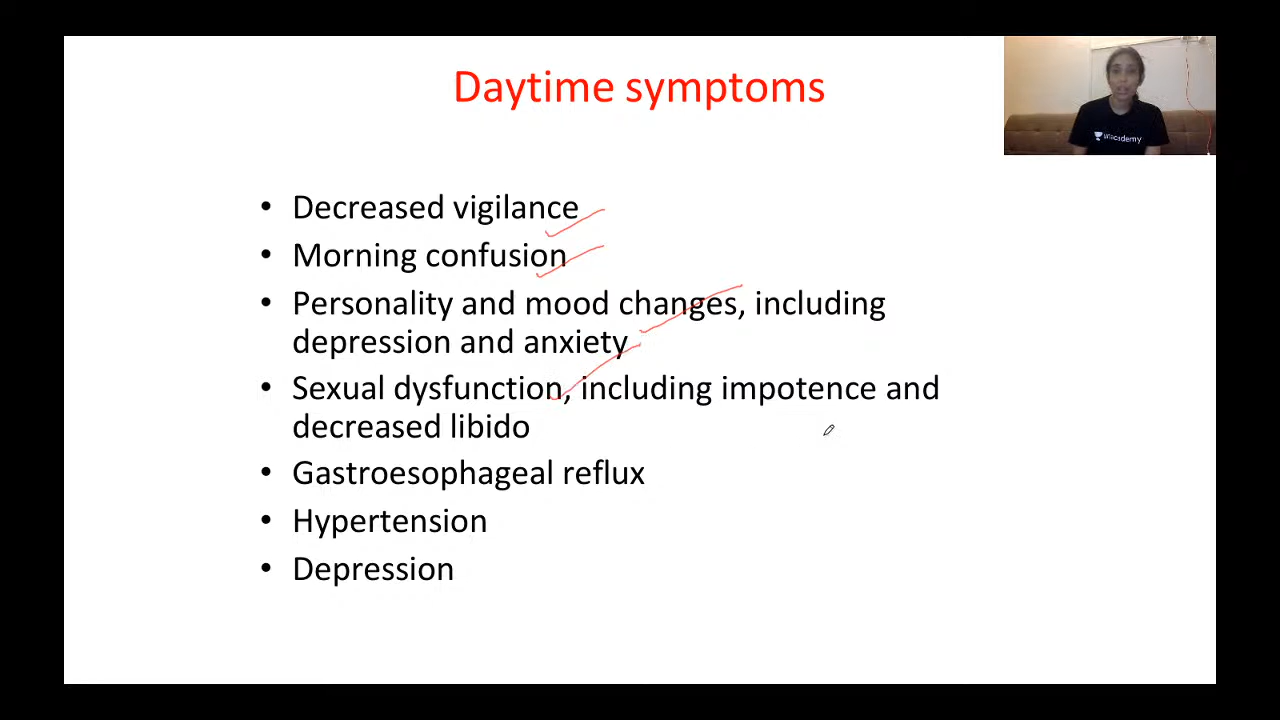 Daytime symptoms
unacademy
• Decreased vigilance
• Morning confusion
• Personality and mood changes, including
depression and anxiety
• Sexual dysfunction, including impotence and
decreased libido
• Gastroesophageal reflux
• Hypertension
• Depression